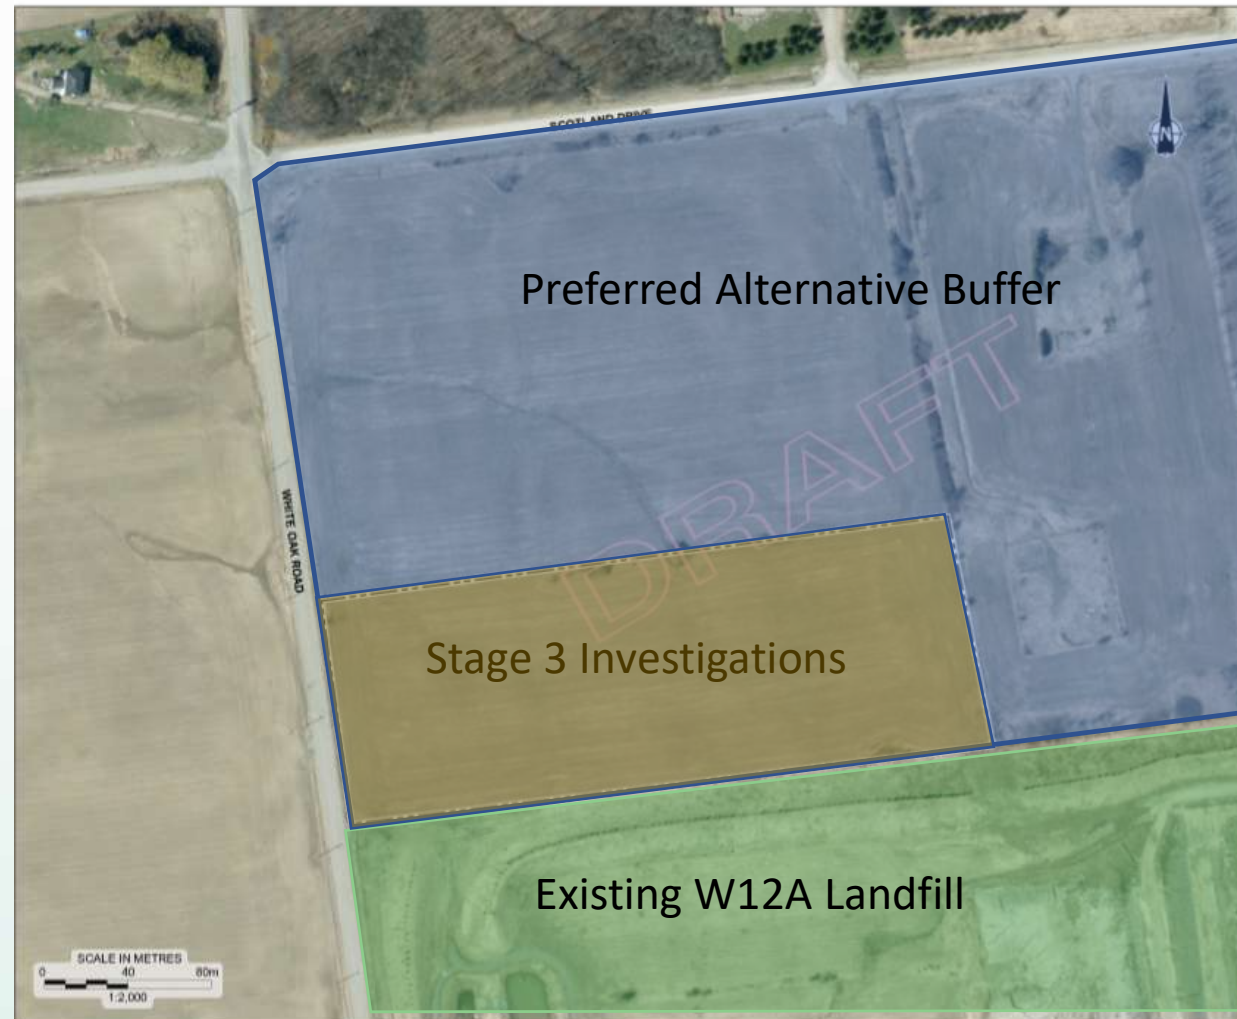 SCOTLAND DRIVE
N
Preferred Alternative Buffer
DRAFT
WHITE OAK ROAD
Stage 3 Investigations
Existing W12A Landfill
SCALE IN METRES
0 40 80m
1:2,000